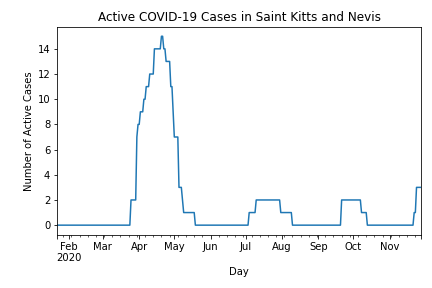 Active COVID-19 Cases in Saint Kitts and Nevis
Number of Active Cases
14
12
10
8
6
4
2
0
Feb Mar Apr May Jun Jul Aug Sep Oct Nov
2020
Day